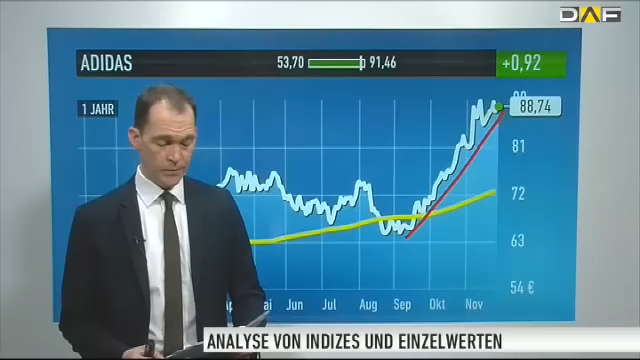 DAF
ADIDAS 53,70 91,46 +0,92
1 JAHR
88,74
81
72
63
54 €
Jun Jul Aug Sep Okt Nov
ANALYSE VON INDIZES UND EINZELWERTEN